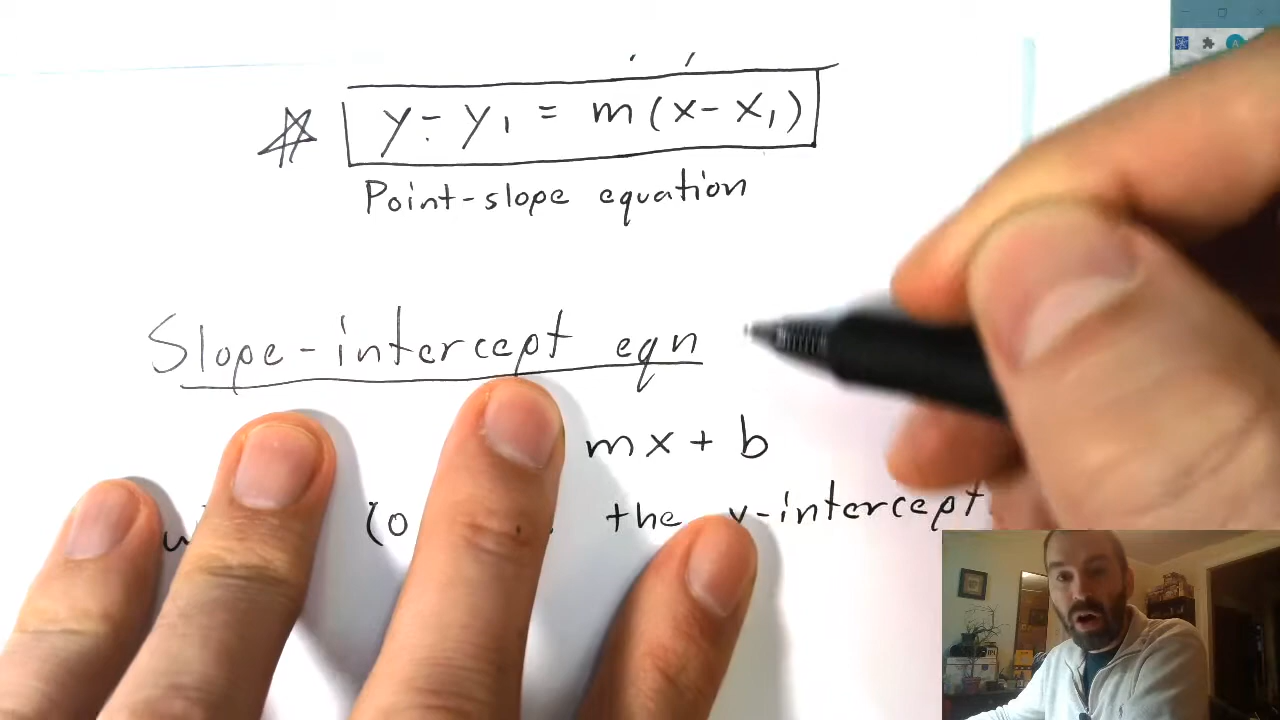 y - y₁ = m(x - x₁)
Point-slope equation
Slope-intercept eqn
mx + b
(0 the y-intercept